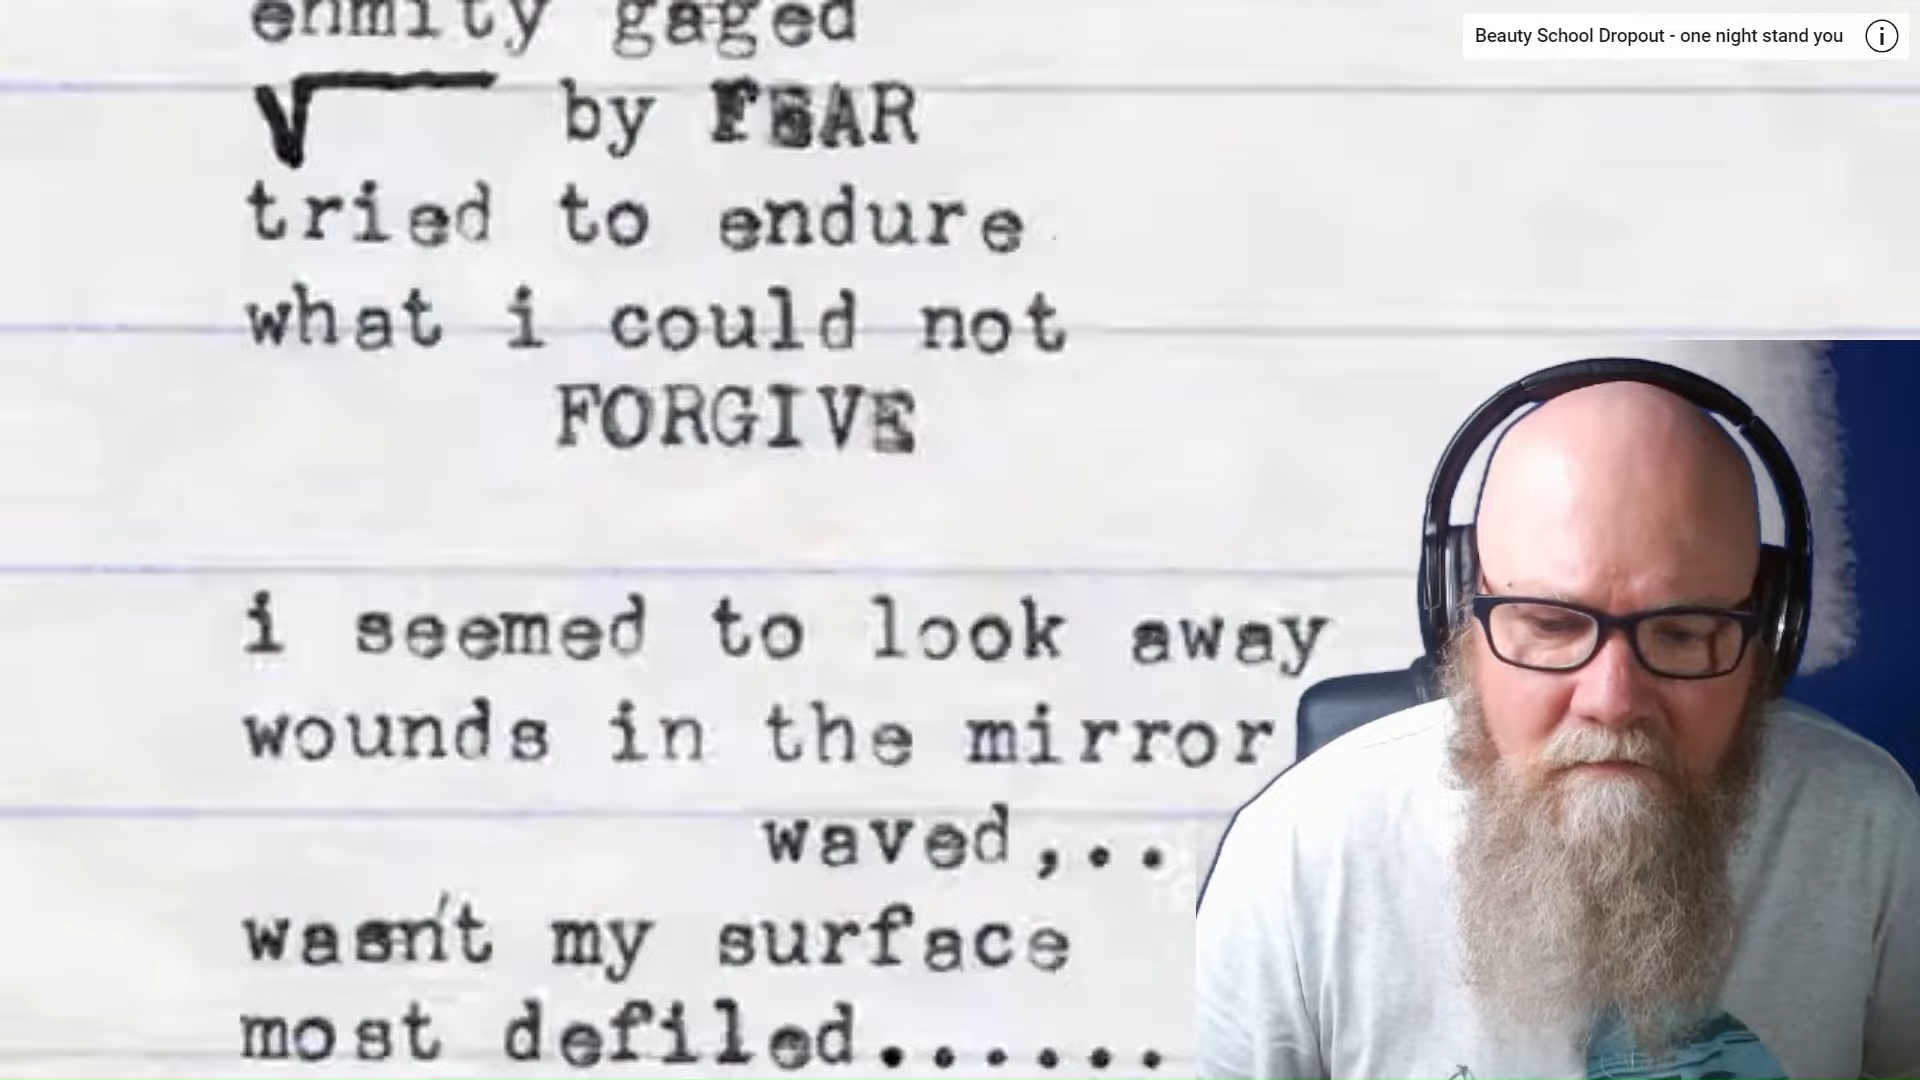 Beauty School Dropout - one night stand you
enmity gaged
√ by FEAR
tried to endure
what i could not
FORGIVE
i seemed to look away
wounds in the mirror
waved,..
wasn't my surface
most defiled......